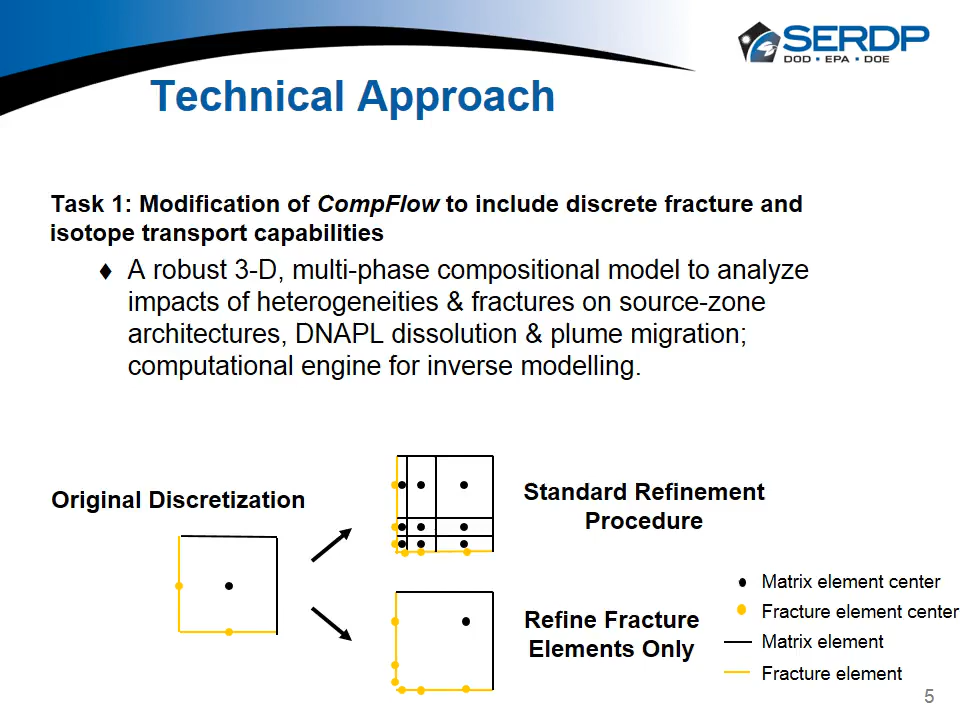 SERDP
DOD • EPA • DOE
Technical Approach
Task 1: Modification of CompFlow to include discrete fracture and
isotope transport capabilities
♦ A robust 3-D, multi-phase compositional model to analyze
impacts of heterogeneities & fractures on source-zone
architectures, DNAPL dissolution & plume migration;
computational engine for inverse modelling.
Original Discretization
Standard Refinement
Procedure
Refine Fracture
Elements Only
Matrix element center
Fracture element center
Matrix element
Fracture element
5